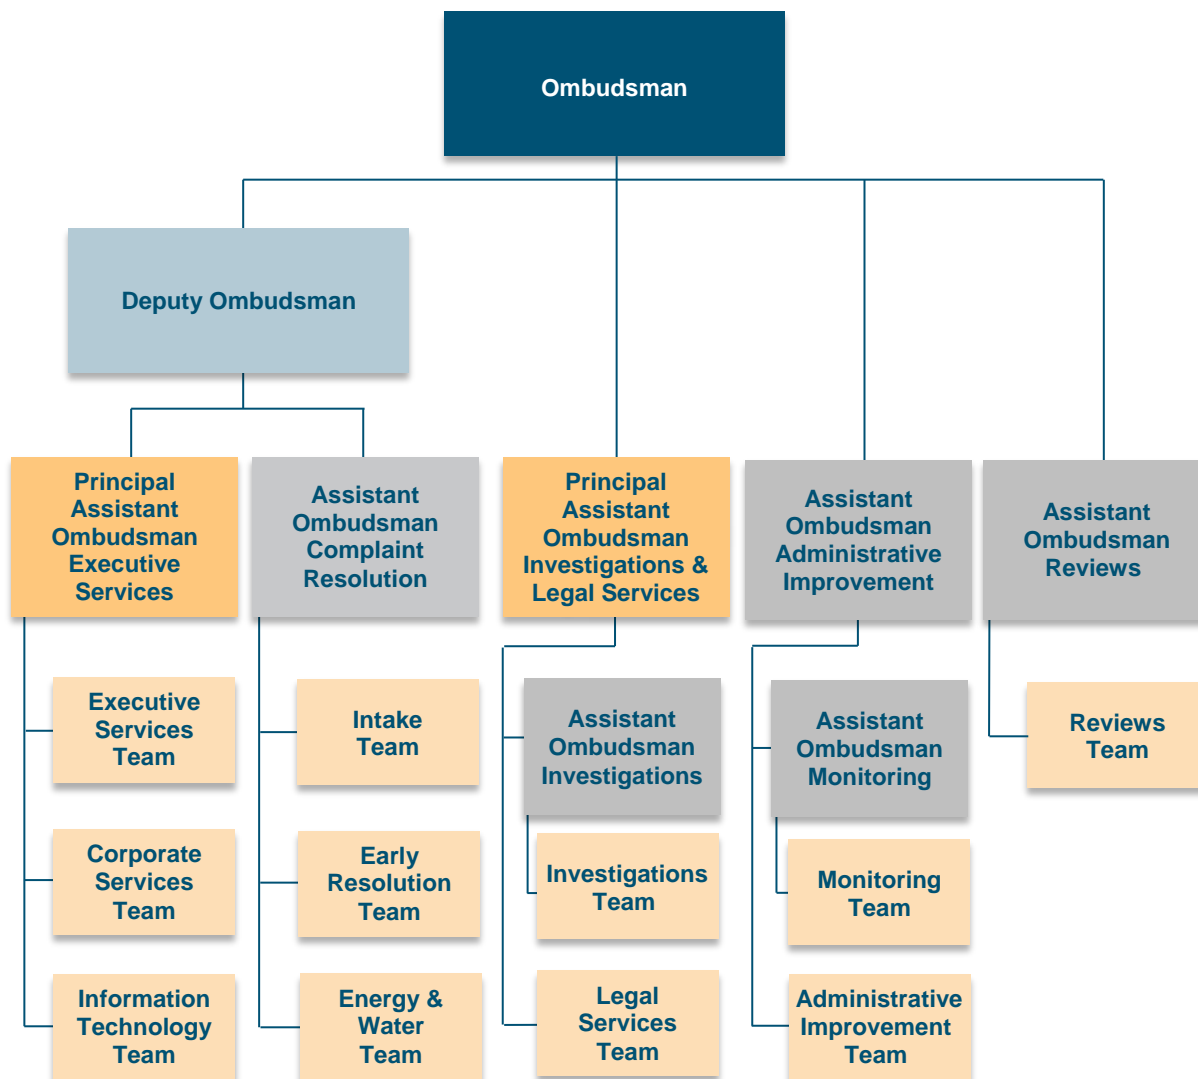 Ombudsman
Deputy Ombudsman
Principal
Assistant
Ombudsman
Executive
Services
Assistant
Ombudsman
Complaint
Resolution
Principal
Assistant
Ombudsman
Investigations &
Legal Services
Assistant
Ombudsman
Administrative
Improvement
Assistant
Ombudsman
Reviews
Executive
Services
Team
Intake
Team
Assistant
Ombudsman
Investigations
Assistant
Ombudsman
Monitoring
Reviews
Team
Corporate
Services
Team
Early
Resolution
Team
Investigations
Team
Monitoring
Team
Information
Technology
Team
Energy &
Water
Team
Legal
Services
Team
Administrative
Improvement
Team